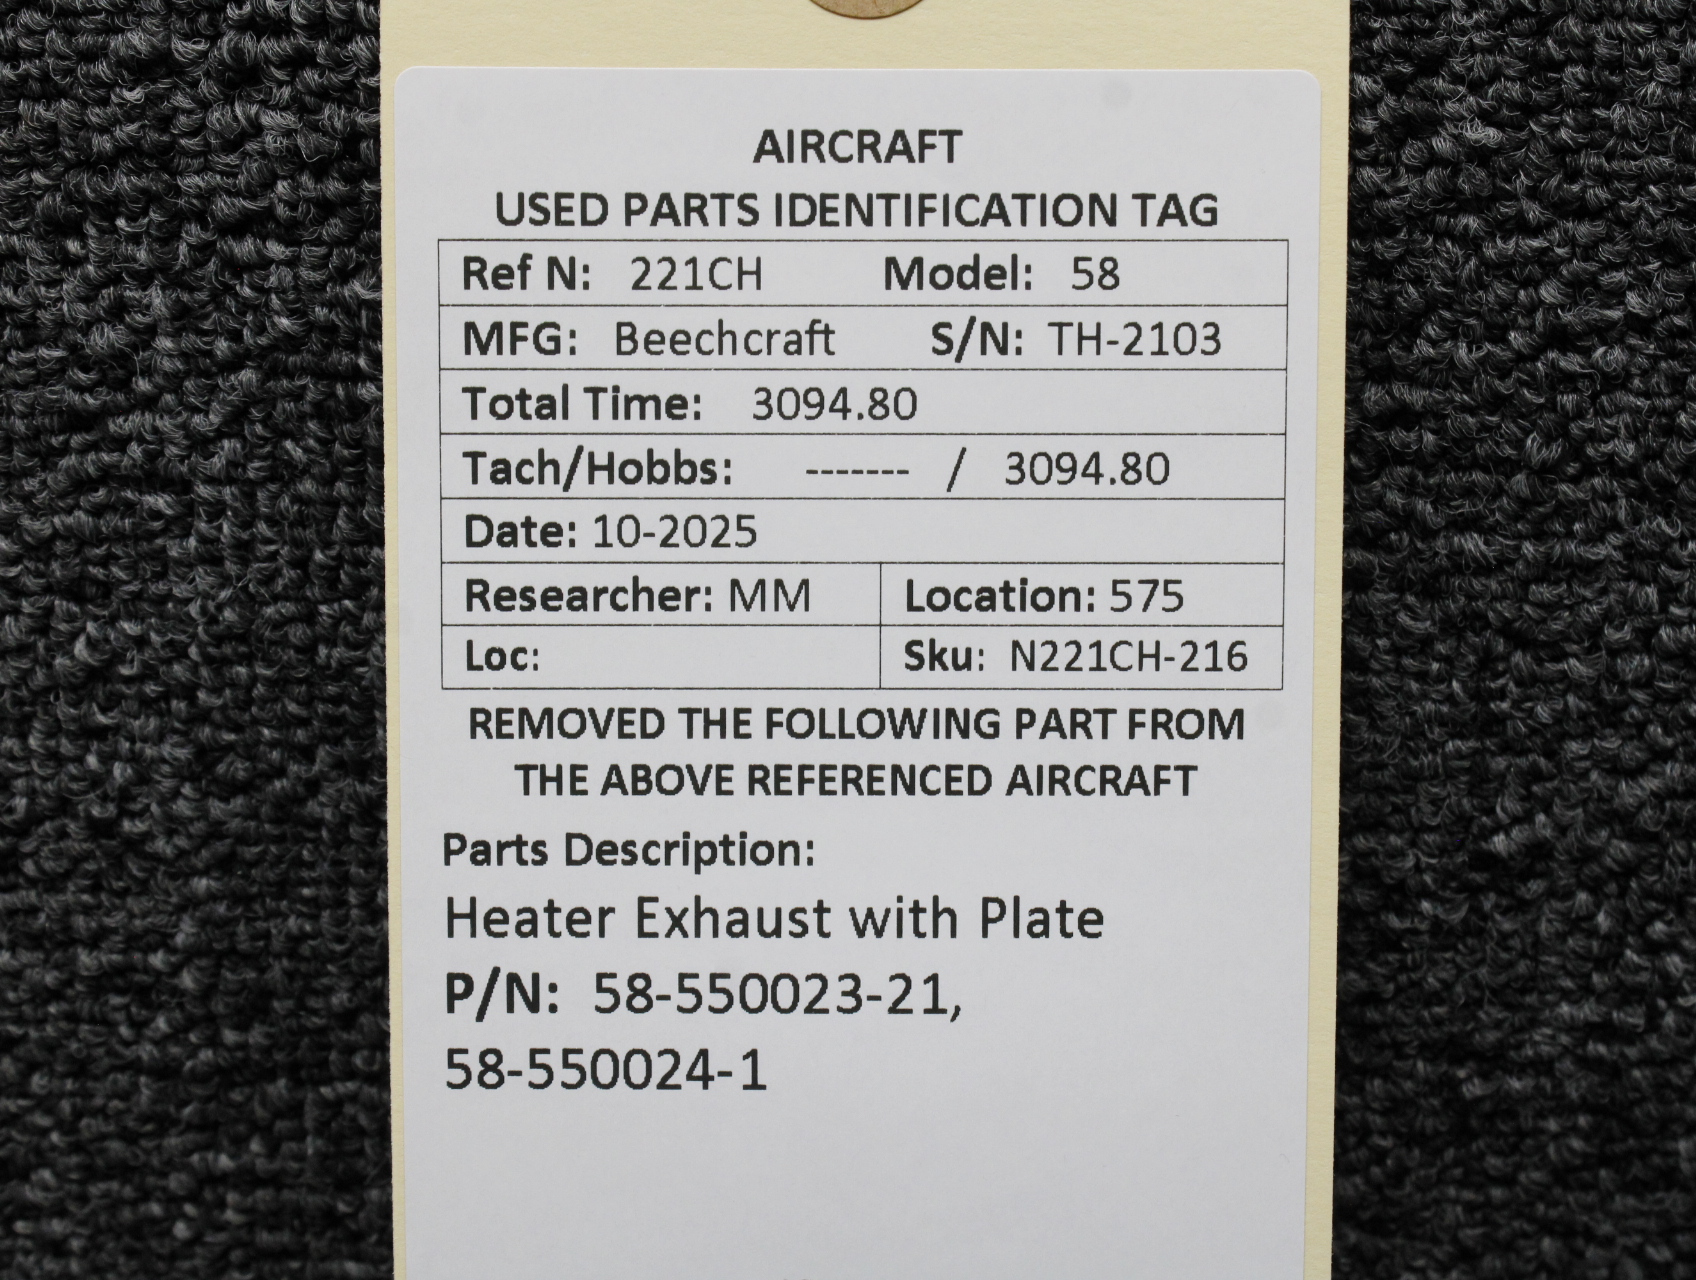 AIRCRAFT
USED PARTS IDENTIFICATION TAG
Ref N: 221CH Model: 58
MFG: Beechcraft S/N: TH-2103
Total Time: 3094.80
Tach/Hobbs: ------- / 3094.80
Date: 10-2025
Researcher: MM Location: 575
Loc: Sku: N221CH-216
REMOVED THE FOLLOWING PART FROM
THE ABOVE REFERENCED AIRCRAFT
Parts Description:
Heater Exhaust with Plate
P/N: 58-550023-21,
58-550024-1